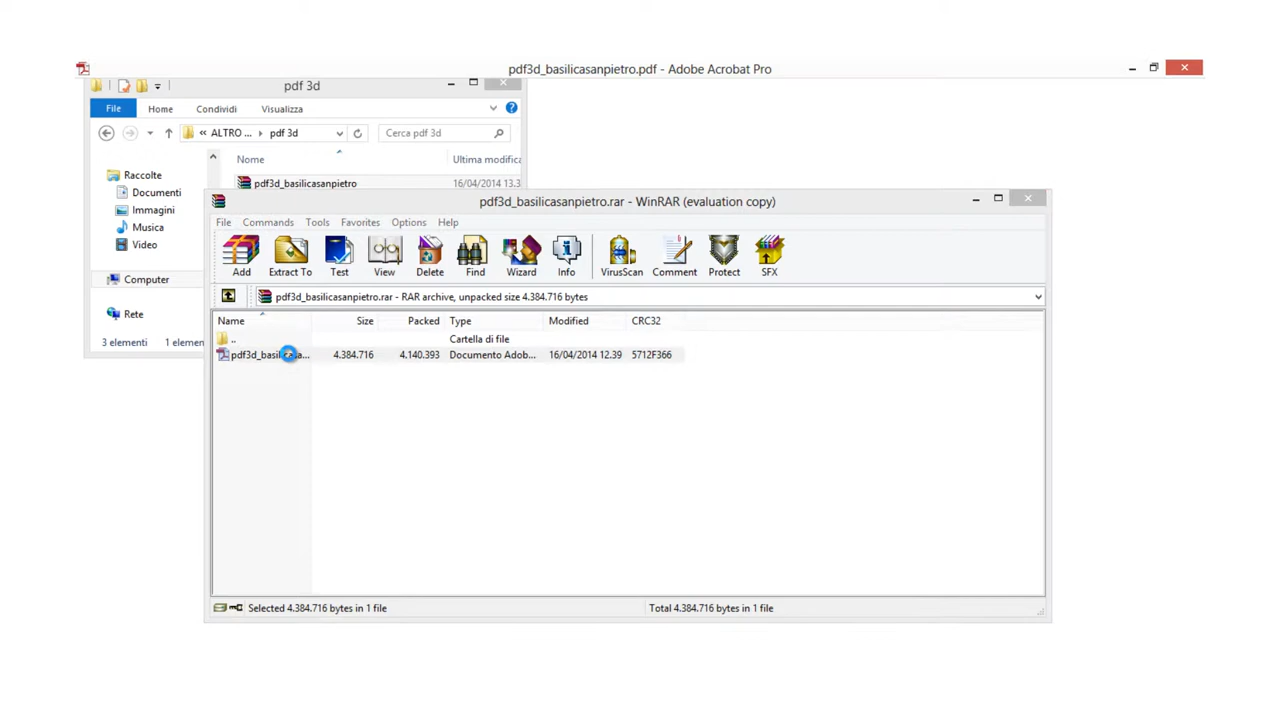 pdf3d_basilicasanpietro.pdf - Adobe Acrobat Pro
pdf 3d
File Home Condividi Visualizza
« ALTRO ... pdf 3d Cerca pdf 3d
Raccolte
Documenti
Immagini
Musica
Video
Computer
Rete
Nome Ultima modifica
pdf3d_basilicasanpietro 16/04/2014 13.3
3 elementi 1 elemen
pdf3d_basilicasanpietro.rar - WinRAR (evaluation copy)
File Commands Tools Favorites Options Help
Add Extract To Test View Delete Find Wizard Info VirusScan Comment Protect SFX
pdf3d_basilicasanpietro.rar - RAR archive, unpacked size 4.384.716 bytes
Name Size Packed Type Modified CRC32
.. Cartella di file
pdf3d_basilicasa... 4.384.716 4.140.393 Documento Adob... 16/04/2014 12.39 5712F366
Selected 4.384.716 bytes in 1 file Total 4.384.716 bytes in 1 file